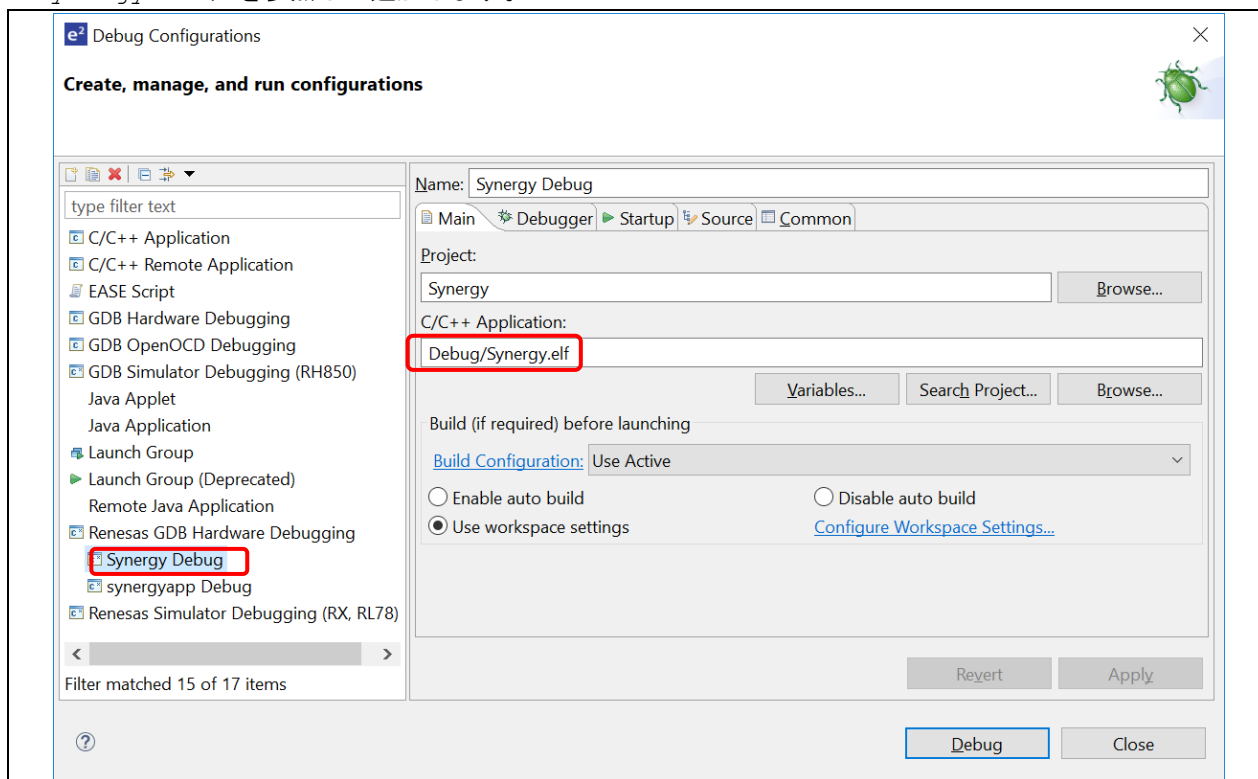 Debug Configurations
Create, manage, and run configurations
type filter text
C/C++ Application
C/C++ Remote Application
EASE Script
GDB Hardware Debugging
GDB OpenOCD Debugging
GDB Simulator Debugging (RH850)
Java Applet
Java Application
Launch Group
Launch Group (Deprecated)
Remote Java Application
Renesas GDB Hardware Debugging
Synergy Debug
synergyapp Debug
Renesas Simulator Debugging (RX, RL78)
Filter matched 15 of 17 items
Name: Synergy Debug
Main Debugger Startup Source Common
Project:
Synergy Browse...
C/C++ Application:
Debug/Synergy.elf
Variables... Search Project... Browse...
Build (if required) before launching
Build Configuration: Use Active
Enable auto build Disable auto build
Use workspace settings Configure Workspace Settings...
Revert Apply
Debug Close